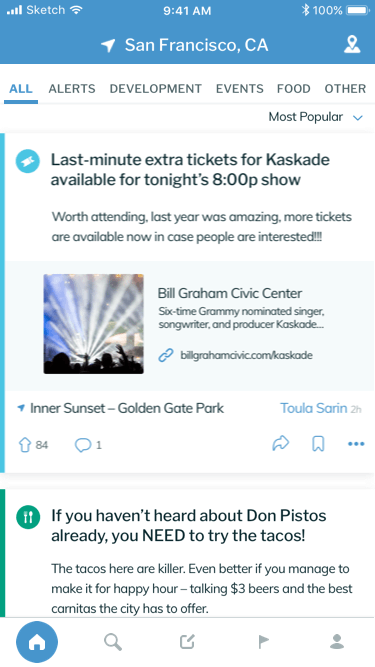 Sketch 9:41 AM 100%
San Francisco, CA
ALL ALERTS DEVELOPMENT EVENTS FOOD OTHER
Most Popular
Last-minute extra tickets for Kaskade
available for tonight’s 8:00p show
Worth attending, last year was amazing, more tickets
are available now in case people are interested!!!
Bill Graham Civic Center
Six-time Grammy nominated singer,
songwriter, and producer Kaskade...
billgrahamcivic.com/kaskade
Inner Sunset – Golden Gate Park Toula Sarin 2h
84 1
If you haven’t heard about Don Pistos
already, you NEED to try the tacos!
The tacos here are killer. Even better if you manage to
make it for happy hour – talking $3 beers and the best
carnitas the city has to offer.